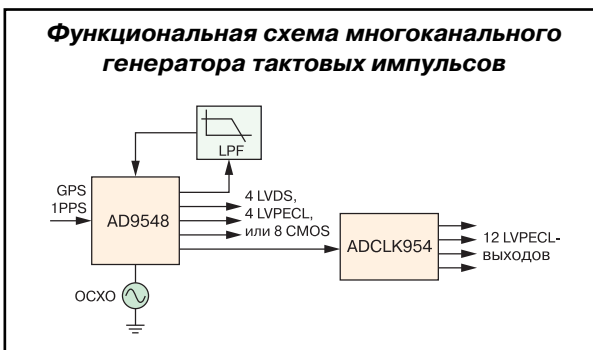 Функциональная схема многоканального
генератора тактовых импульсов
LPF
GPS
1PPS
AD9548
4 LVDS,
4 LVPECL,
или 8 CMOS
ADCLK954
12 LVPECL-
выходов
OCXO